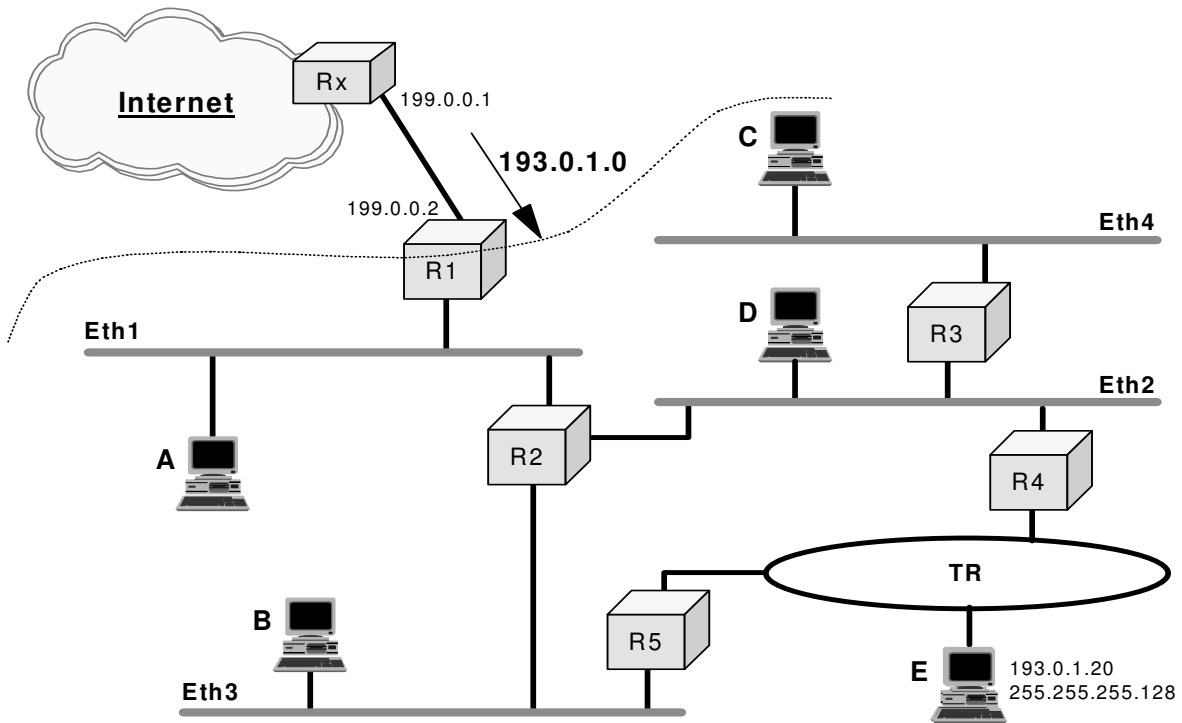 Rx
Internet
199.0.0.1
C
193.0.1.0
199.0.0.2
Eth4
R1
D
R3
Eth1
Eth2
A
R2
R4
TR
B
R5
E
193.0.1.20
255.255.255.128
Eth3